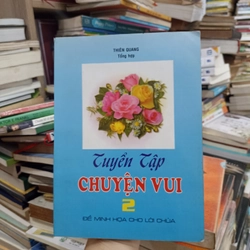 THIÊN QUANG
Tổng hợp
Tuyển Tập
CHUYỆN VUI
2
ĐỂ MINH HỌA CHO LỜI CHÚA